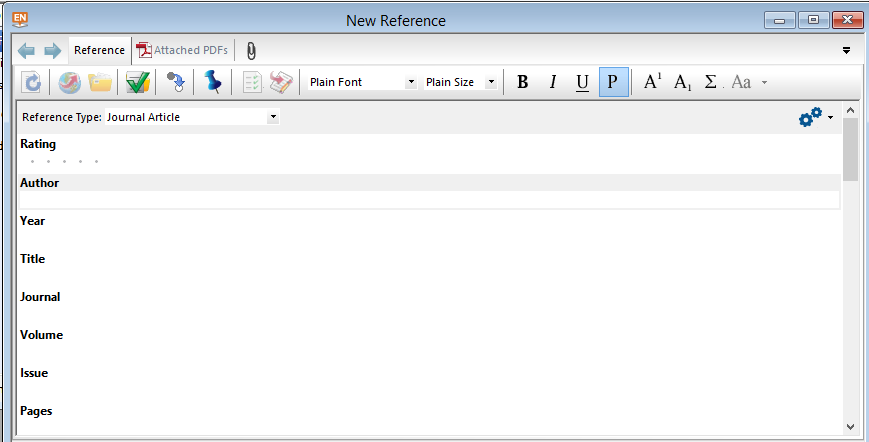 EN New Reference
Reference Attached PDFs
Plain Font Plain Size B I U P A¹ A₁ Σ Aa
Reference Type: Journal Article
Rating
Author
Year
Title
Journal
Volume
Issue
Pages